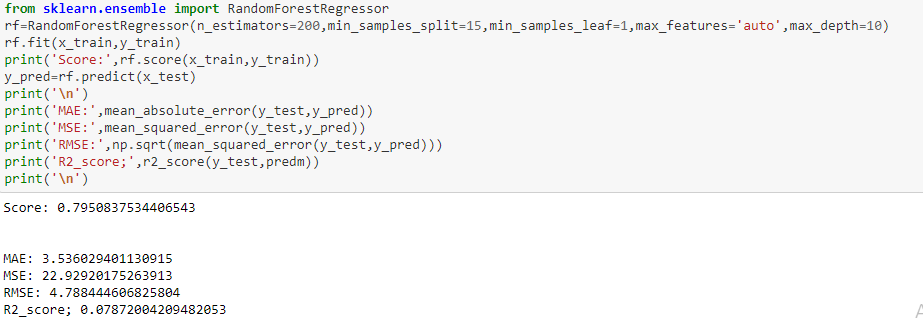 from sklearn.ensemble import RandomForestRegressor
rf=RandomForestRegressor(n_estimators=200,min_samples_split=15,min_samples_leaf=1,max_features='auto',max_depth=10)
rf.fit(x_train,y_train)
print('Score:',rf.score(x_train,y_train))
y_pred=rf.predict(x_test)
print('\n')
print('MAE:',mean_absolute_error(y_test,y_pred))
print('MSE:',mean_squared_error(y_test,y_pred))
print('RMSE:',np.sqrt(mean_squared_error(y_test,y_pred)))
print('R2_score;',r2_score(y_test,predm))
print('\n')
Score: 0.7950837534406543
MAE: 3.536029401130915
MSE: 22.92920175263913
RMSE: 4.788444606825804
R2_score; 0.07872004209482053